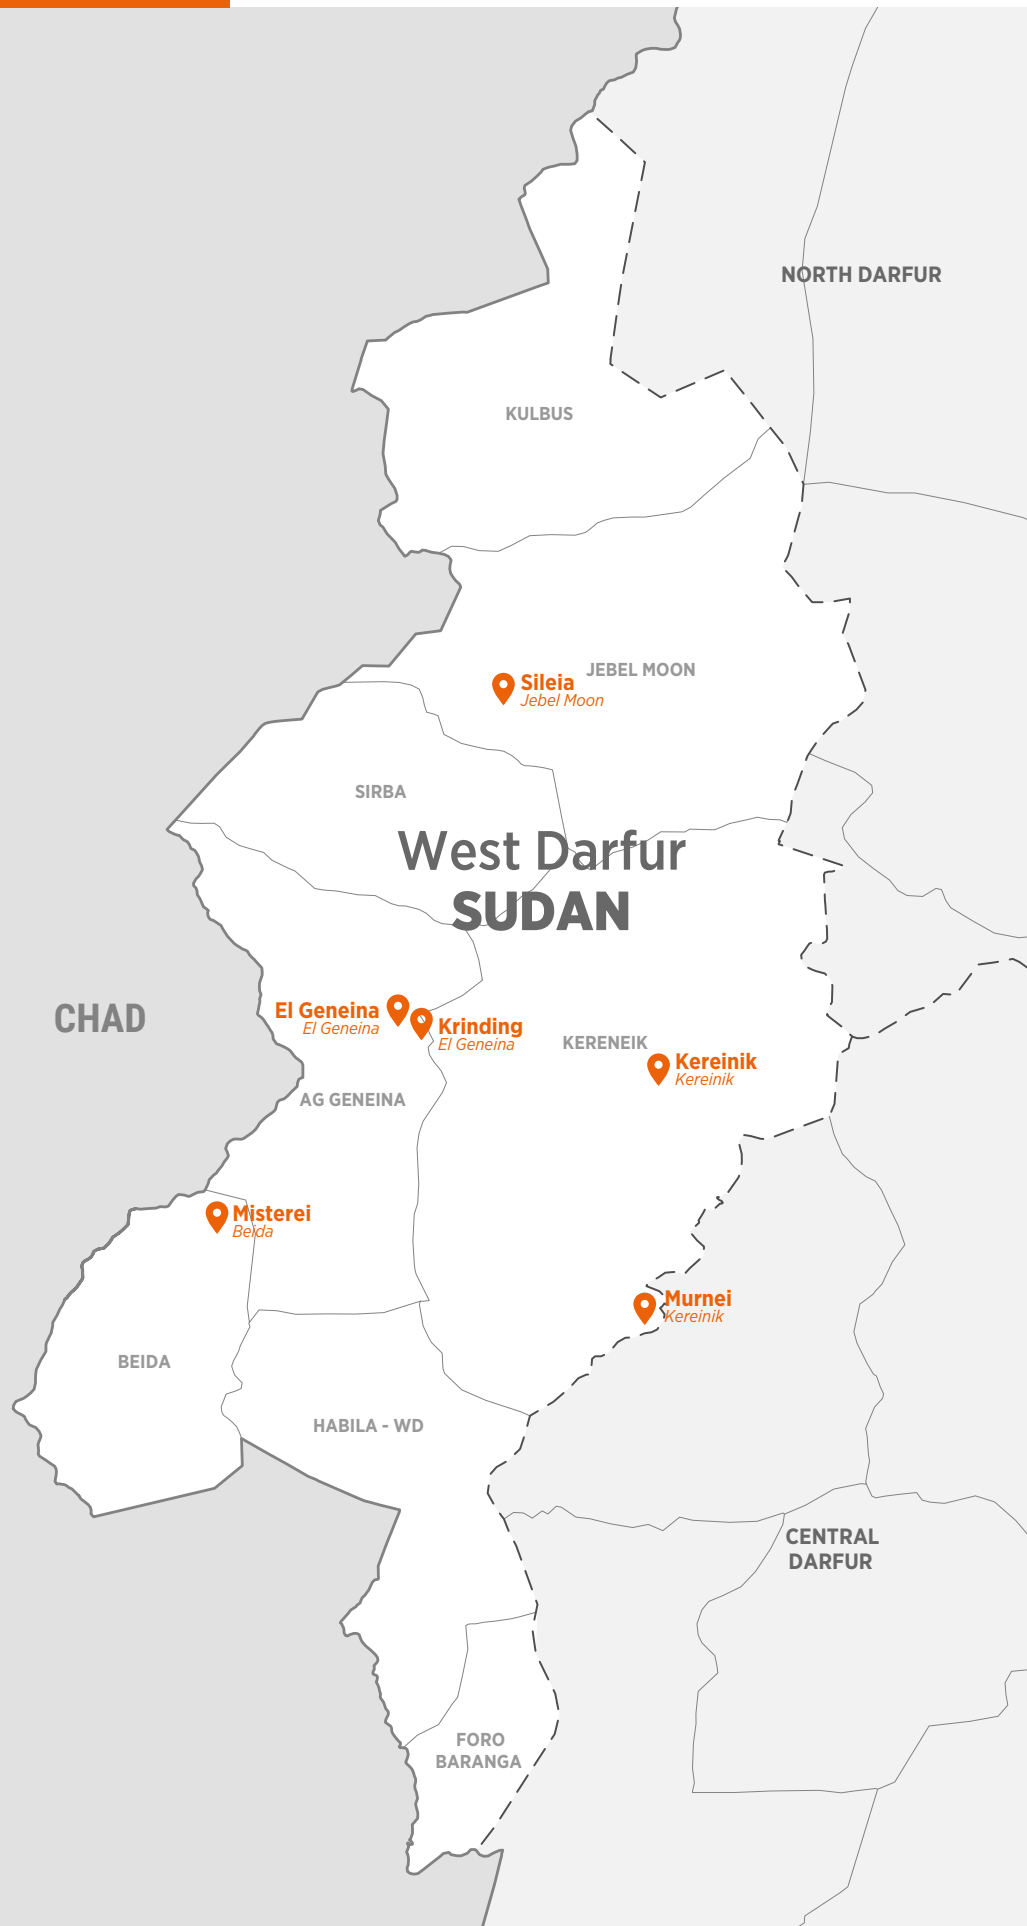 NORTH DARFUR
KULBUS
JEBEL MOON
Sileia
Jebel Moon
SIRBA
West Darfur
SUDAN
CHAD
El Geneina
El Geneina
Krinding
El Geneina
KERENEIK
Kereinik
Kereinik
AG GENEINA
Misterei
Beida
Murnei
Kereinik
BEIDA
HABILA - WD
CENTRAL
DARFUR
FORO
BARANGA